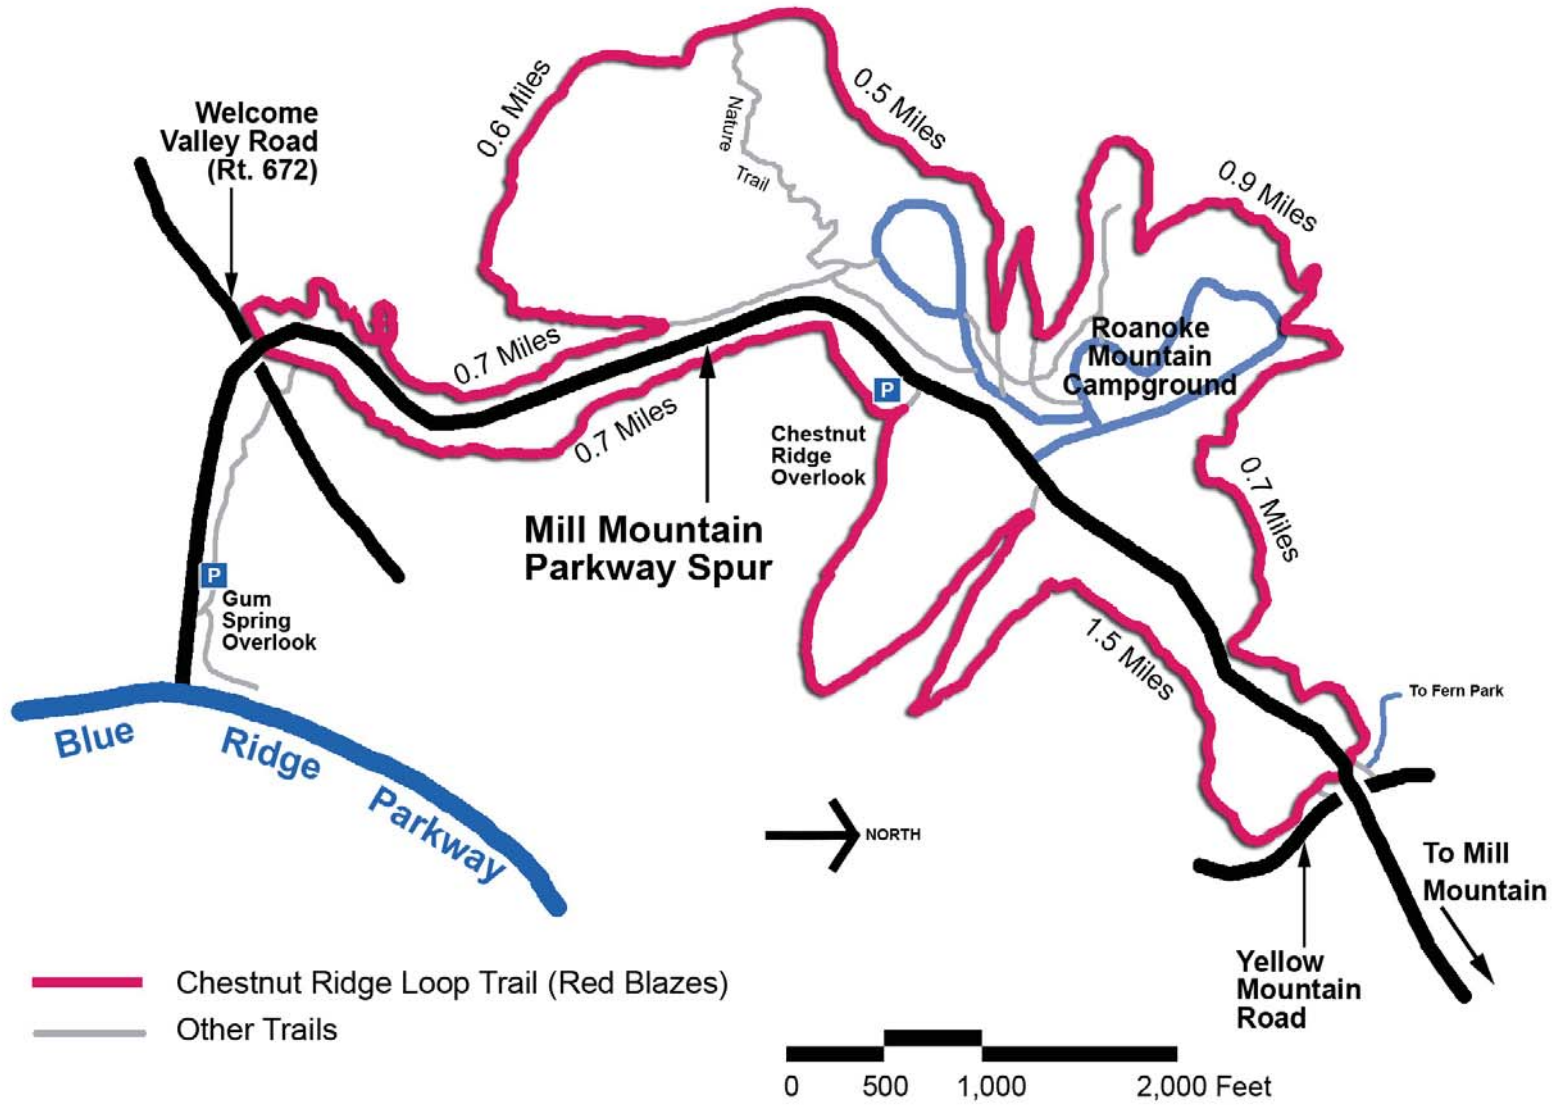 0.6 Miles
0.5 Miles
Welcome
Valley Road
(Rt. 672)
Nature
Trail
0.9 Miles
0.7 Miles
Roanoke
Mountain
Campground
P
0.7 Miles
Chestnut
Ridge
Overlook
0.7 Miles
Mill Mountain
Parkway Spur
P
Gum
Spring
Overlook
1.5 Miles
To Fern Park
Blue Ridge Parkway
NORTH
To Mill
Mountain
Yellow
Mountain
Road
Chestnut Ridge Loop Trail (Red Blazes)
Other Trails
0 500 1,000 2,000 Feet